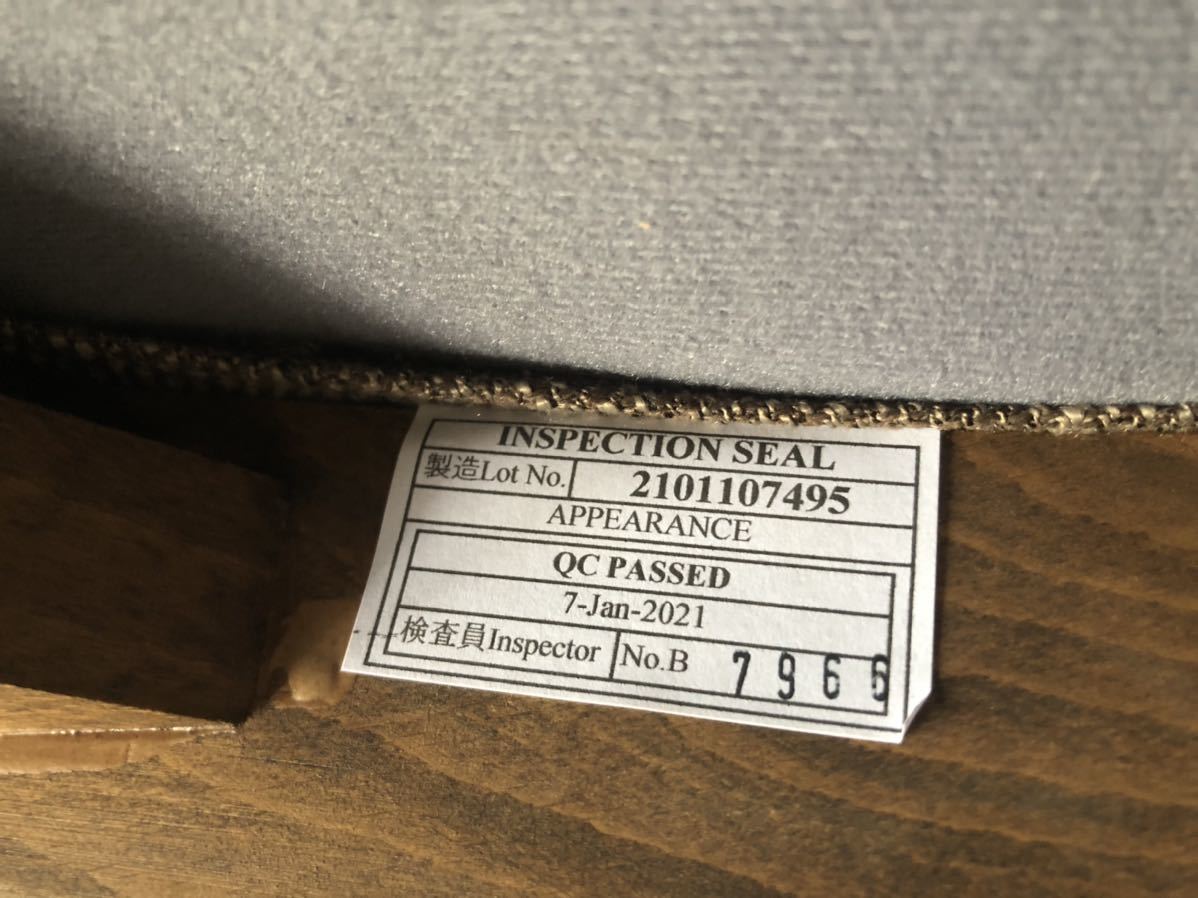 INSPECTION SEAL
製造Lot No. 2101107495
APPEARANCE
QC PASSED
7-Jan-2021
検査員Inspector No.B 7966